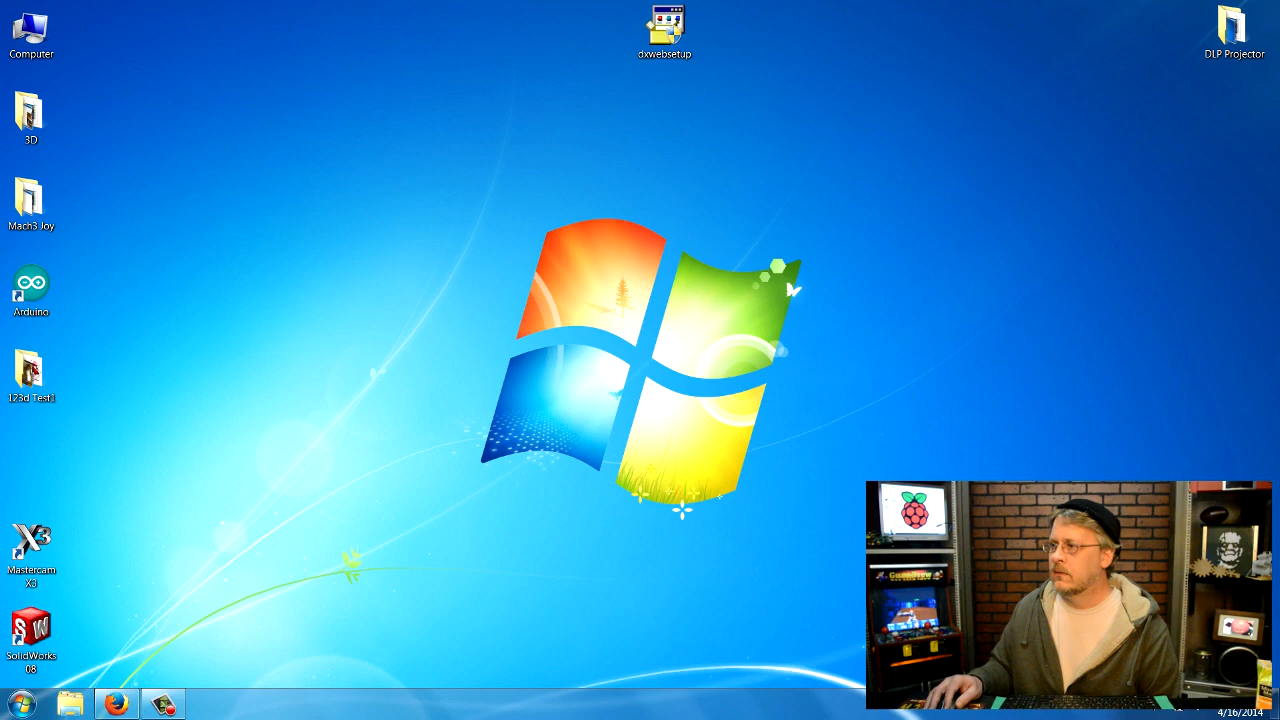 Computer
dxwebsetup
DLP Projector
3D
Mach3 Joy
Arduino
123d Test1
Mastercam
X3
SolidWorks
08
4/16/2014